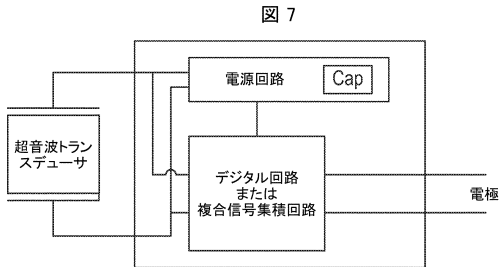 図 7
電源回路
Cap
超音波トラン
スデューサ
デジタル回路
または
複合信号集積回路
電極